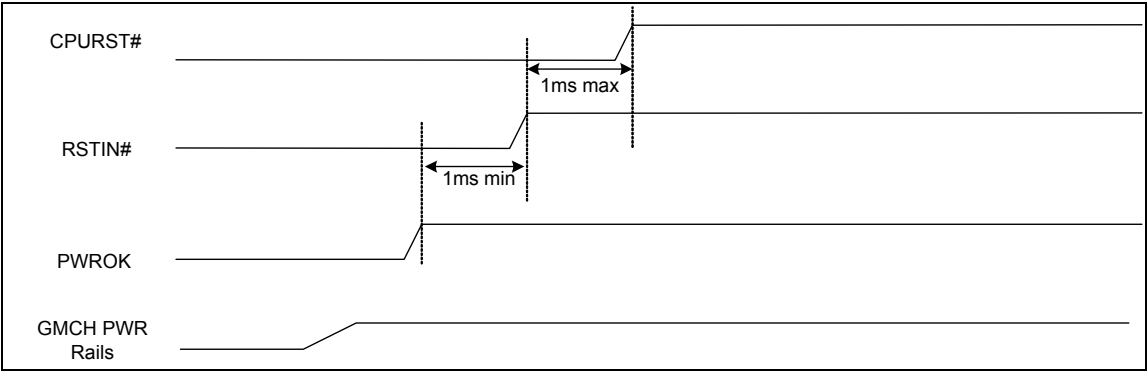 CPURST#
1ms max
RSTIN#
1ms min
PWROK
GMCH PWR
Rails